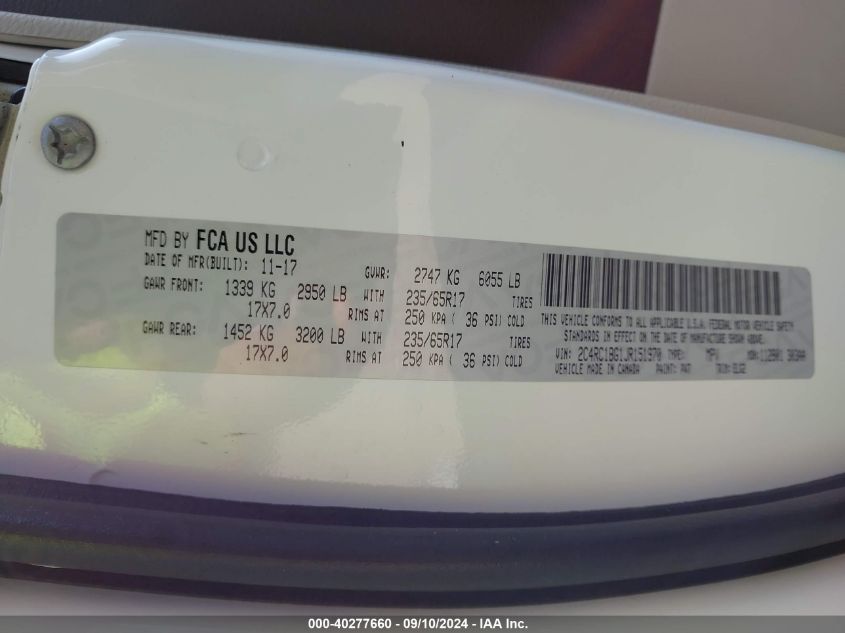 MFD BY FCA US LLC
DATE OF MFR(BUILT): 11-17 GVWR: 2747 KG 6055 LB
GAWR FRONT: 1339 KG 2950 LB WITH 235/65R17 TIRES
17X7.0 RIMS AT 250 KPA ( 36 PSI) COLD
GAWR REAR: 1452 KG 3200 LB WITH 235/65R17 TIRES
17X7.0 RIMS AT 250 KPA ( 36 PSI) COLD
THIS VEHICLE CONFORMS TO ALL APPLICABLE U.S.A. FEDERAL MOTOR VEHICLE SAFETY
STANDARDS IN EFFECT ON THE DATE OF MANUFACTURE SHOWN ABOVE.
VIN: 2C4RC1BG1JR151970 TYPE: MPV MDH:
VEHICLE MADE IN CANADA PAINT: PW7 TRIM:
000-40277660 - 09/10/2024 - IAA Inc.